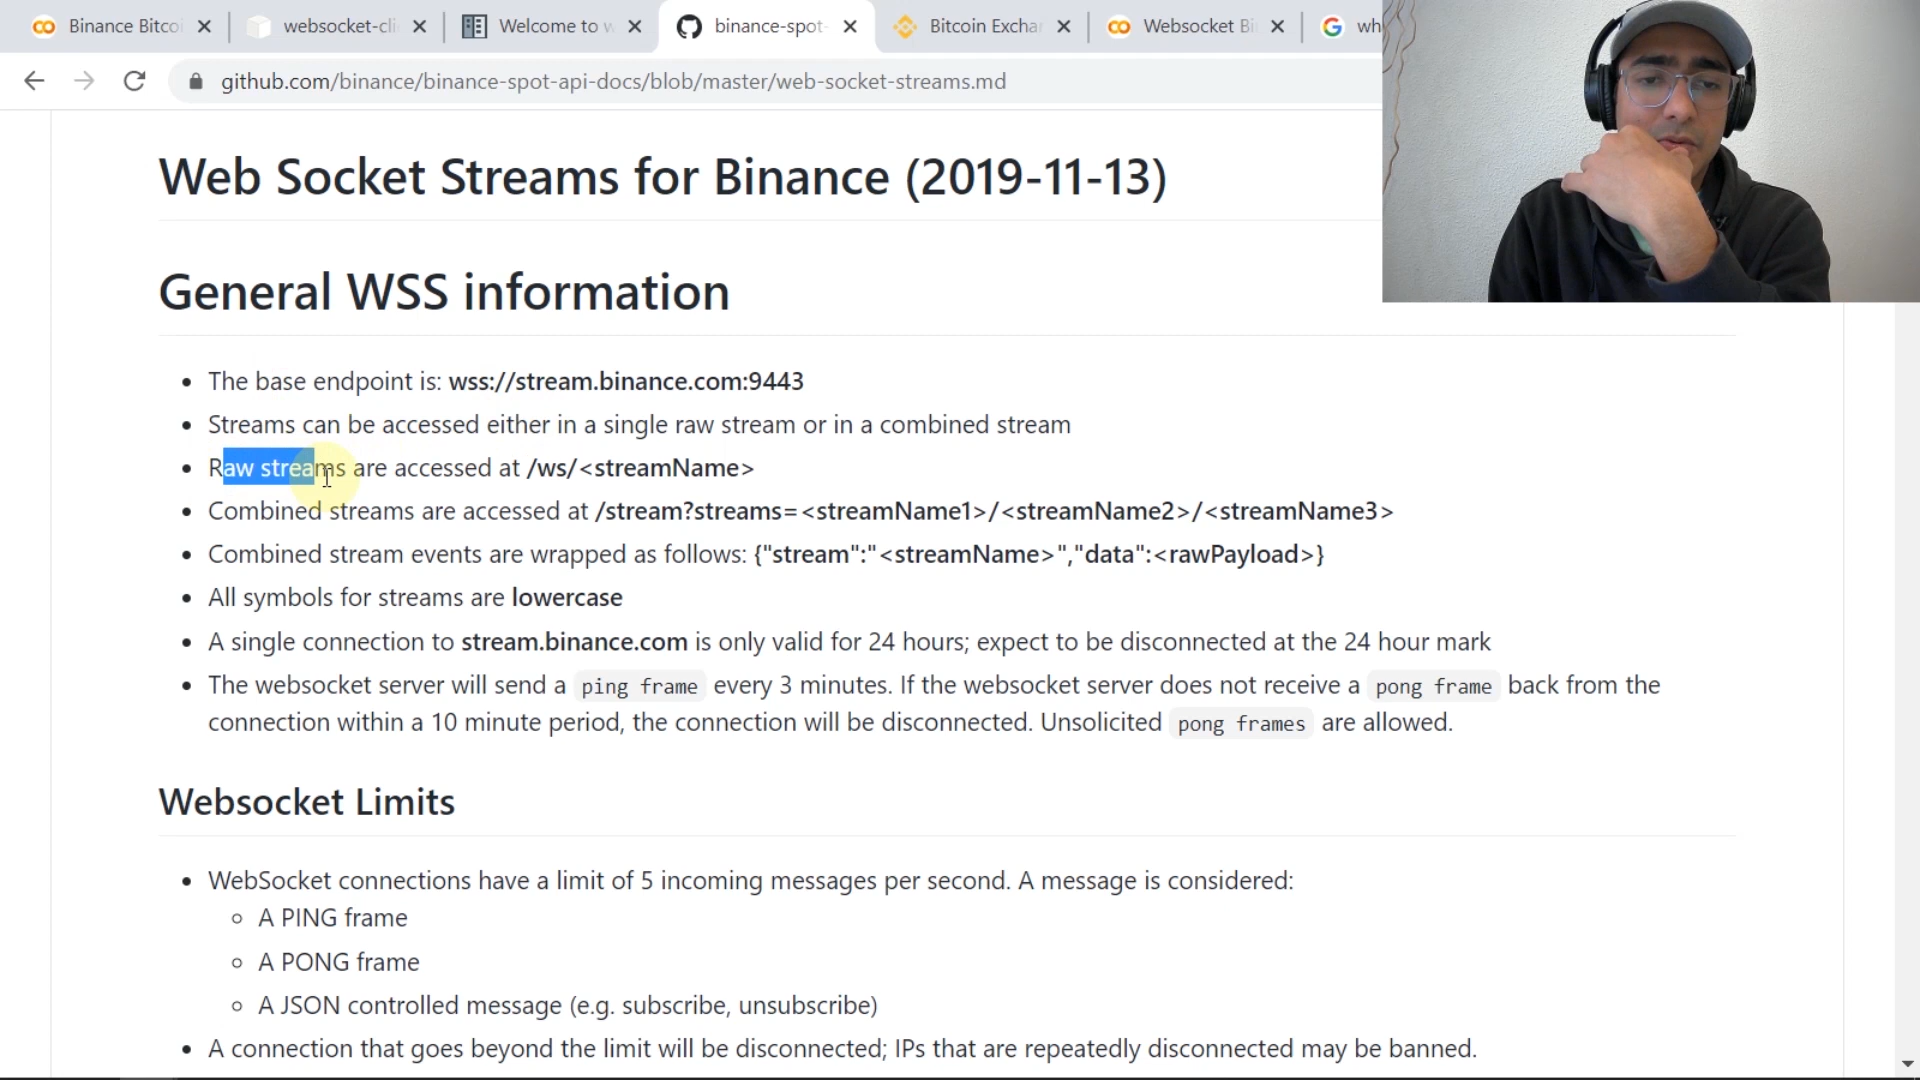 Binance Bitco
websocket-cli
Welcome to w
binance-spot-
Bitcoin Exchan
Websocket Bi
G
wh
github.com/binance/binance-spot-api-docs/blob/master/web-socket-streams.md
Web Socket Streams for Binance (2019-11-13)
General WSS information
• The base endpoint is: wss://stream.binance.com:9443
• Streams can be accessed either in a single raw stream or in a combined stream
• Raw streams are accessed at /ws/<streamName>
• Combined streams are accessed at /stream?streams=<streamName1>/<streamName2>/<streamName3>
• Combined stream events are wrapped as follows: {"stream":"<streamName>","data":<rawPayload>}
• All symbols for streams are lowercase
• A single connection to stream.binance.com is only valid for 24 hours; expect to be disconnected at the 24 hour mark
• The websocket server will send a ping frame every 3 minutes. If the websocket server does not receive a pong frame back from the
connection within a 10 minute period, the connection will be disconnected. Unsolicited pong frames are allowed.
Websocket Limits
• WebSocket connections have a limit of 5 incoming messages per second. A message is considered:
○ A PING frame
○ A PONG frame
○ A JSON controlled message (e.g. subscribe, unsubscribe)
• A connection that goes beyond the limit will be disconnected; IPs that are repeatedly disconnected may be banned.